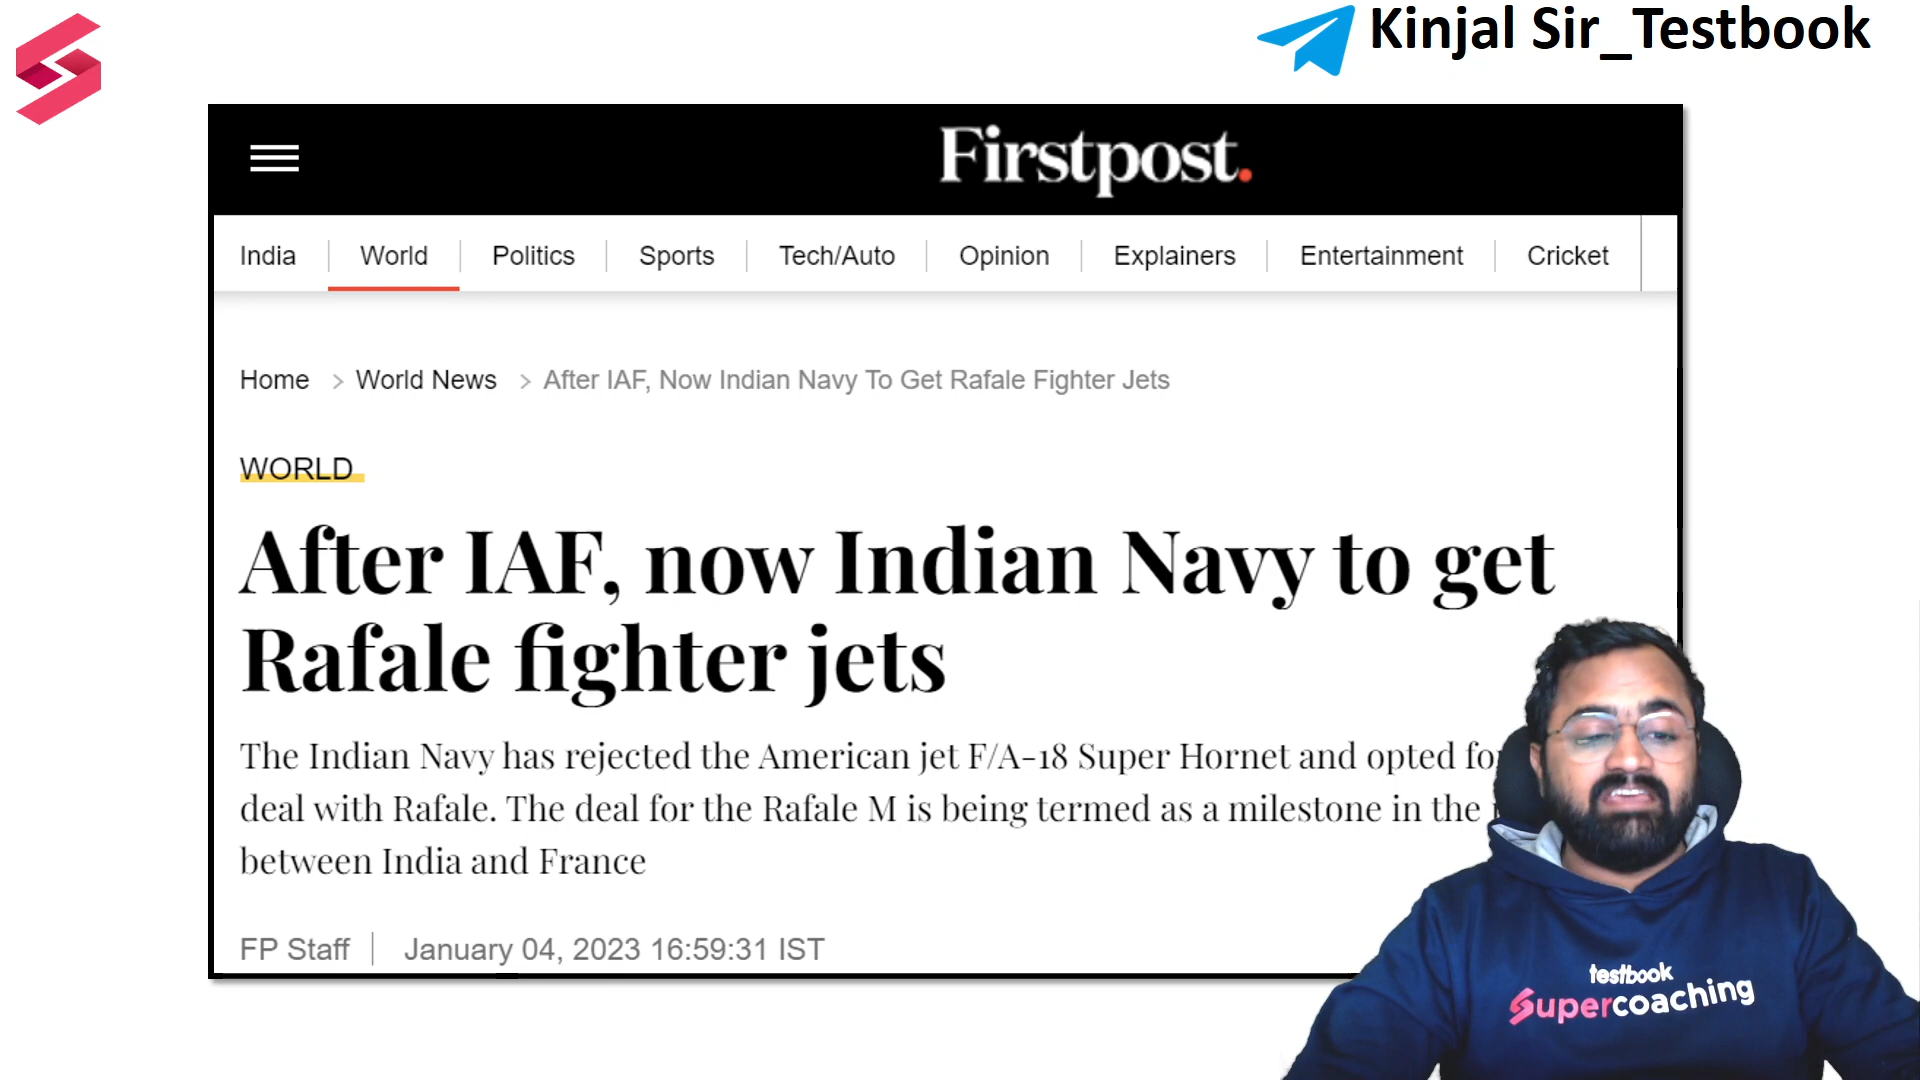 Kinjal Sir_Testbook
Firstpost.
India World Politics Sports Tech/Auto Opinion Explainers Entertainment Cricket
Home > World News > After IAF, Now Indian Navy To Get Rafale Fighter Jets
WORLD
After IAF, now Indian Navy to get
Rafale fighter jets
The Indian Navy has rejected the American jet F/A-18 Super Hornet and opted
deal with Rafale. The deal for the Rafale M is being termed as a milestone in the
between India and France
FP Staff | January 04, 2023 16:59:31 IST
testbook
Supercoaching